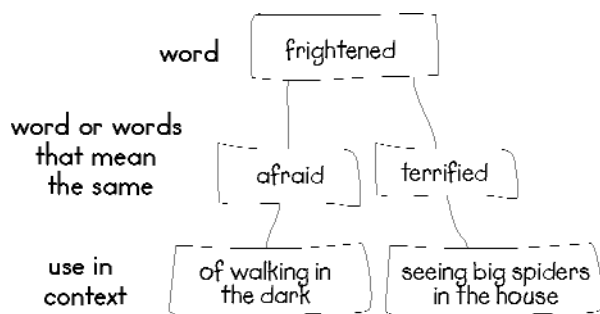 word
frightened
word or words
that mean
the same
afraid
terrified
use in
context
of walking in
the dark
seeing big spiders
in the house